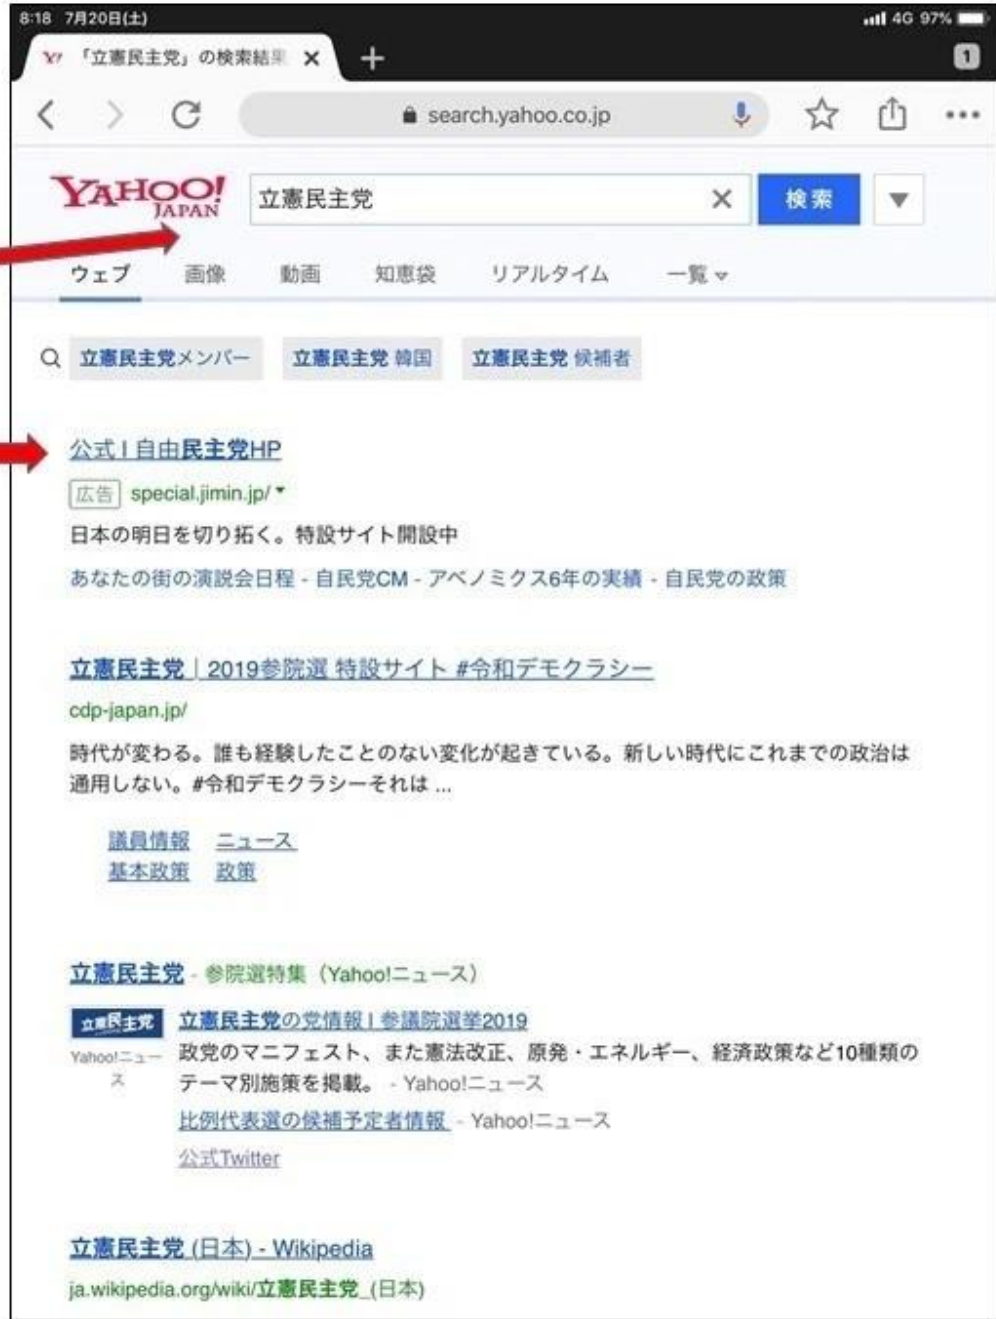 8:18 7月20日(土)
4G 97%
「立憲民主党」の検索結果
1
search.yahoo.co.jp
YAHOO!
JAPAN
立憲民主党
検索
ウェブ 画像 動画 知恵袋 リアルタイム 一覧
立憲民主党メンバー 立憲民主党 韓国 立憲民主党 候補者
公式 | 自由民主党HP
広告 special.jimin.jp/
日本の明日を切り拓く。特設サイト開設中
あなたの街の演説会日程 - 自民党CM - アベノミクス6年の実績 - 自民党の政策
立憲民主党 | 2019参院選 特設サイト #令和デモクラシー
cdp-japan.jp/
時代が変わる。誰も経験したことのない変化が起きている。新しい時代にこれまでの政治は
通用しない。#令和デモクラシーそれは ...
議員情報 ニュース
基本政策 政策
立憲民主党 - 参院選特集（Yahoo!ニュース）
立憲民主党
Yahoo!ニュー
ス
立憲民主党の党情報 | 参議院選挙2019
政党のマニフェスト、また憲法改正、原発・エネルギー、経済政策など10種類の
テーマ別施策を掲載。 - Yahoo!ニュース
比例代表選の候補予定者情報 - Yahoo!ニュース
公式Twitter
立憲民主党 (日本) - Wikipedia
ja.wikipedia.org/wiki/立憲民主党_(日本)